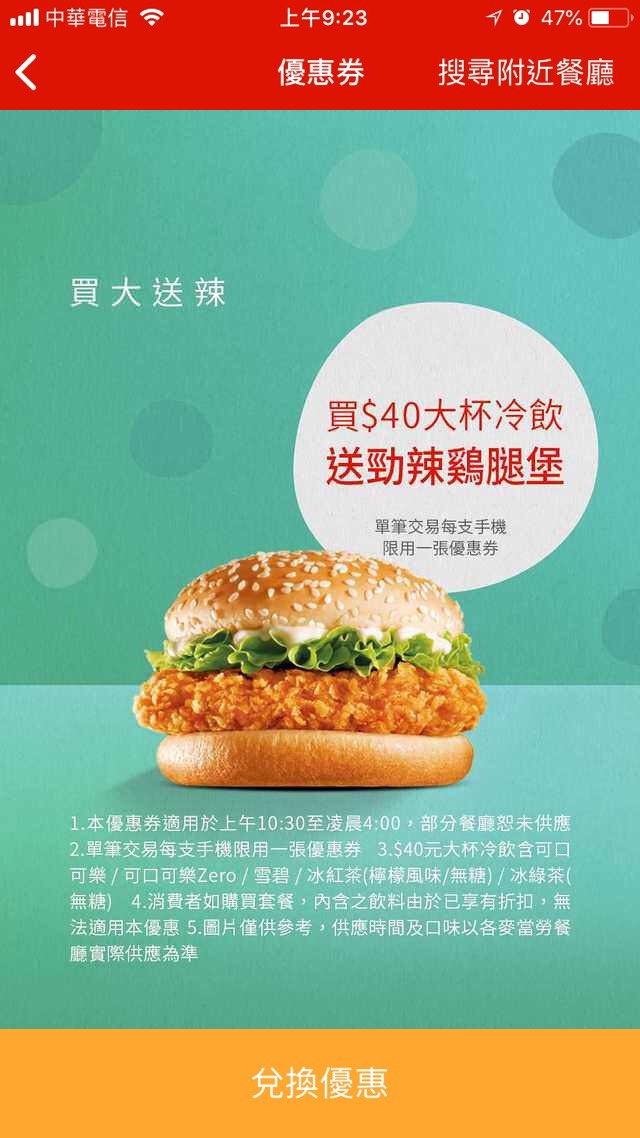 中華電信
上午9:23
47%
優惠券
搜尋附近餐廳
買大送辣
買$40大杯冷飲
送勁辣鷄腿堡
單筆交易每支手機
限用一張優惠券
1.本優惠券適用於上午10:30至凌晨4:00，部分餐廳恕未供應
2.單筆交易每支手機限用一張優惠券 3.$40元大杯冷飲含可口
可樂 / 可口可樂Zero / 雪碧 / 冰紅茶(檸檬風味/無糖) / 冰綠茶(
無糖) 4.消費者如購買套餐，內含之飲料由於已享有折扣，無
法適用本優惠 5.圖片僅供參考，供應時間及口味以各麥當勞餐
廳實際供應為準
兌換優惠